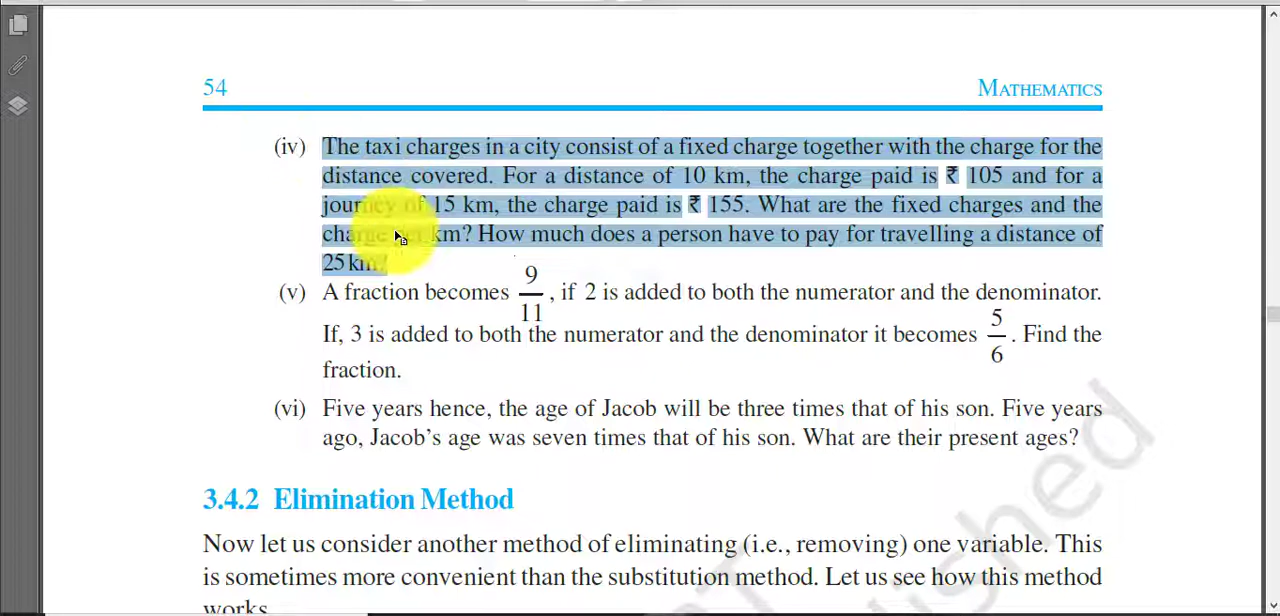 54 MATHEMATICS
(iv) The taxi charges in a city consist of a fixed charge together with the charge for the
distance covered. For a distance of 10 km, the charge paid is ₹ 105 and for a
journey of 15 km, the charge paid is ₹ 155. What are the fixed charges and the
charge per km? How much does a person have to pay for travelling a distance of
25 km?
(v) A fraction becomes 9/11, if 2 is added to both the numerator and the denominator.
If, 3 is added to both the numerator and the denominator it becomes 5/6. Find the
fraction.
(vi) Five years hence, the age of Jacob will be three times that of his son. Five years
ago, Jacob's age was seven times that of his son. What are their present ages?
3.4.2 Elimination Method
Now let us consider another method of eliminating (i.e., removing) one variable. This
is sometimes more convenient than the substitution method. Let us see how this method
works.